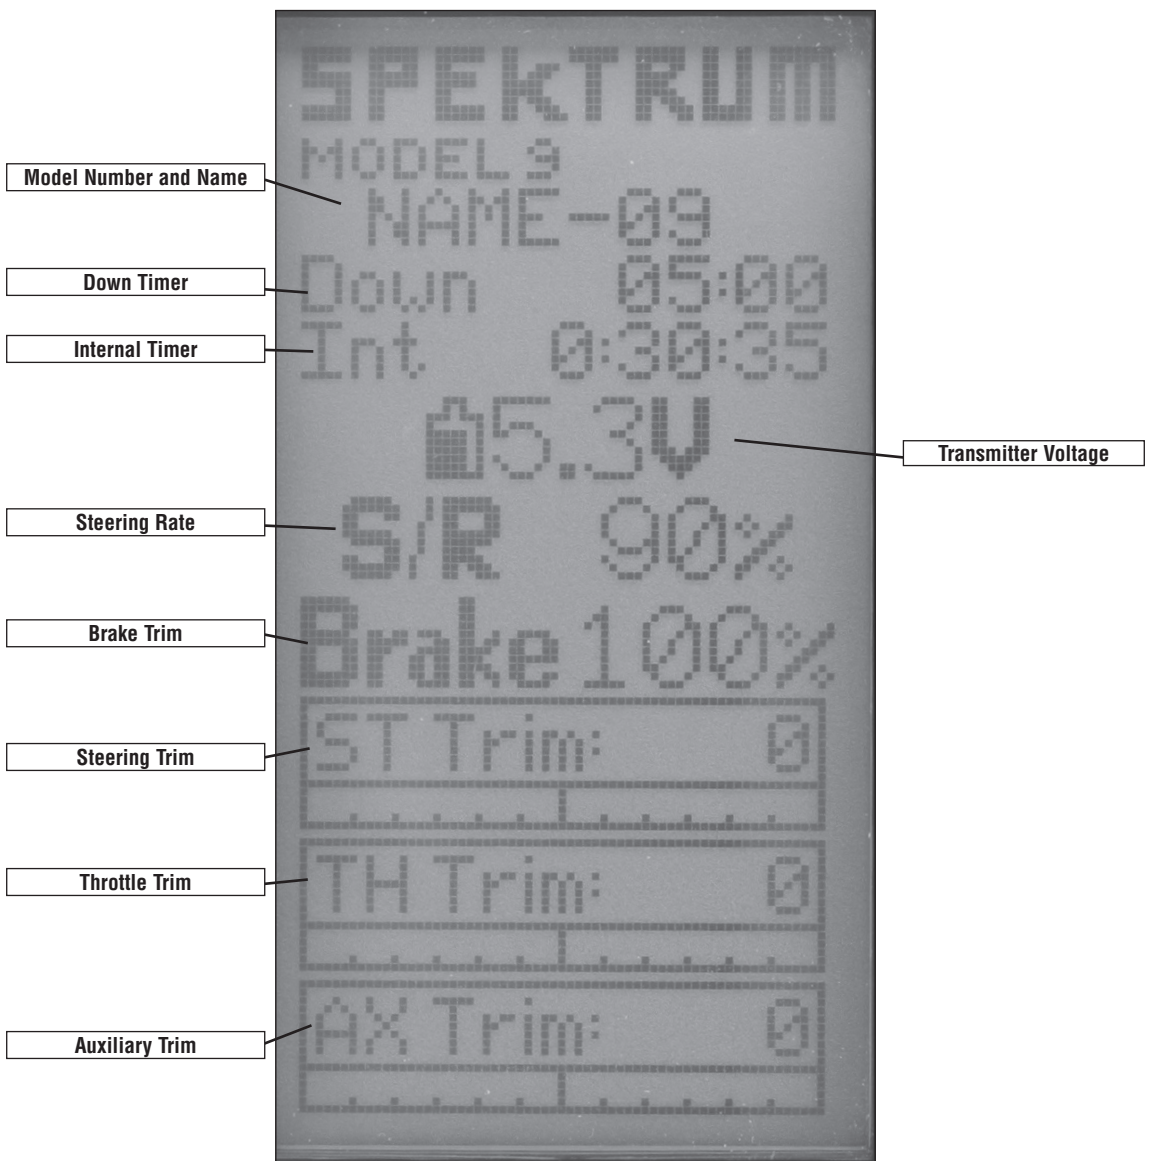 SPEKTRUM
MODEL 9
Model Number and Name
NAME-09
Down Timer
Down 05:00
Internal Timer
Int 0:30:35
5.3V
Transmitter Voltage
Steering Rate
S/R 90%
Brake Trim
Brake 100%
Steering Trim
ST Trim: 0
Throttle Trim
TH Trim: 0
Auxiliary Trim
AX Trim: 0